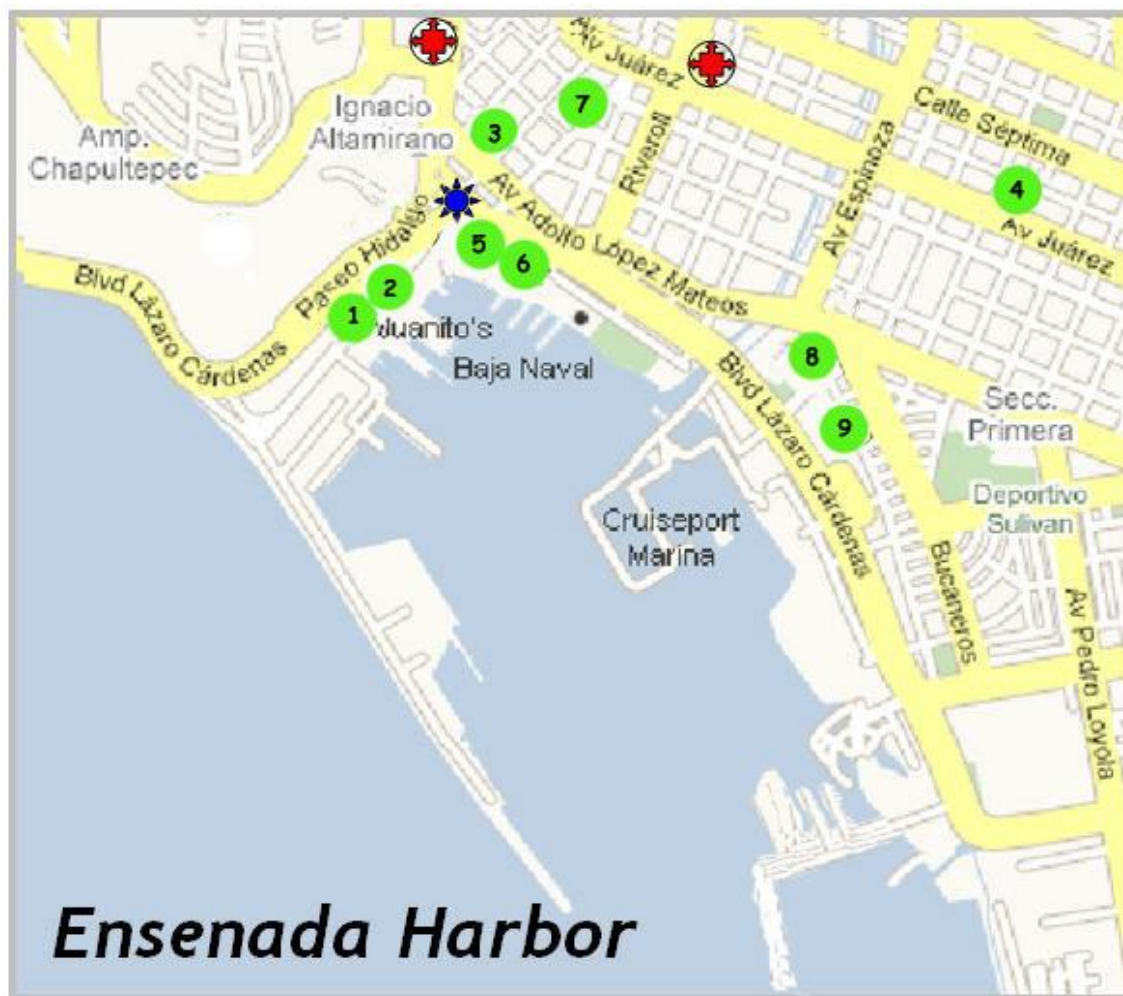 Av Juárez
7
Ignacio
Altamirano
3
Amp.
Chapultepec
Riveroll
Av Espinoza
Calle Séptima
4
Av Juárez
Av Adolfo López Mateos
Paseo Hidalgo
5
6
2
1
Blvd Lázaro Cárdenas
Juanito's
Baja Naval
8
Blvd Lázaro Cárdenas
9
Secc.
Primera
Deportivo
Sulivan
Cruiseport
Marina
Bucaneros
Av Pedro Loyola
Ensenada Harbor